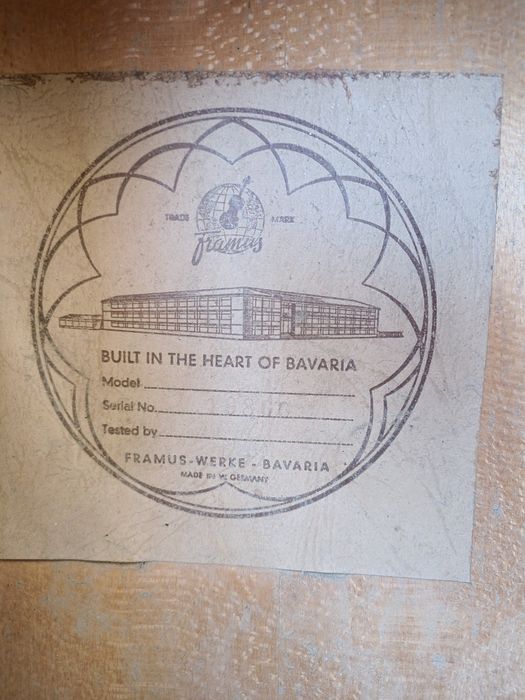 TRADE MARK
framus
BUILT IN THE HEART OF BAVARIA
Model
Serial No.
Tested by
FRAMUS-WERKE - BAVARIA
MADE IN W. GERMANY